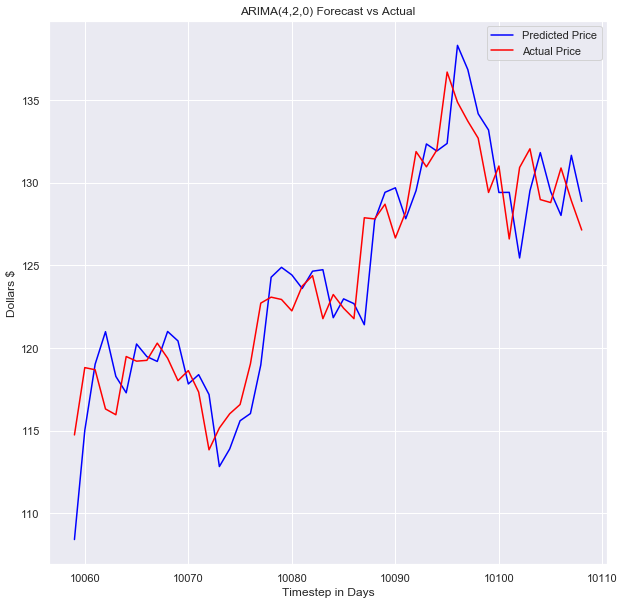 ARIMA(4,2,0) Forecast vs Actual
Predicted Price
Actual Price
135
130
125
120
115
110
Dollars $
10060 10070 10080 10090 10100 10110
Timestep in Days